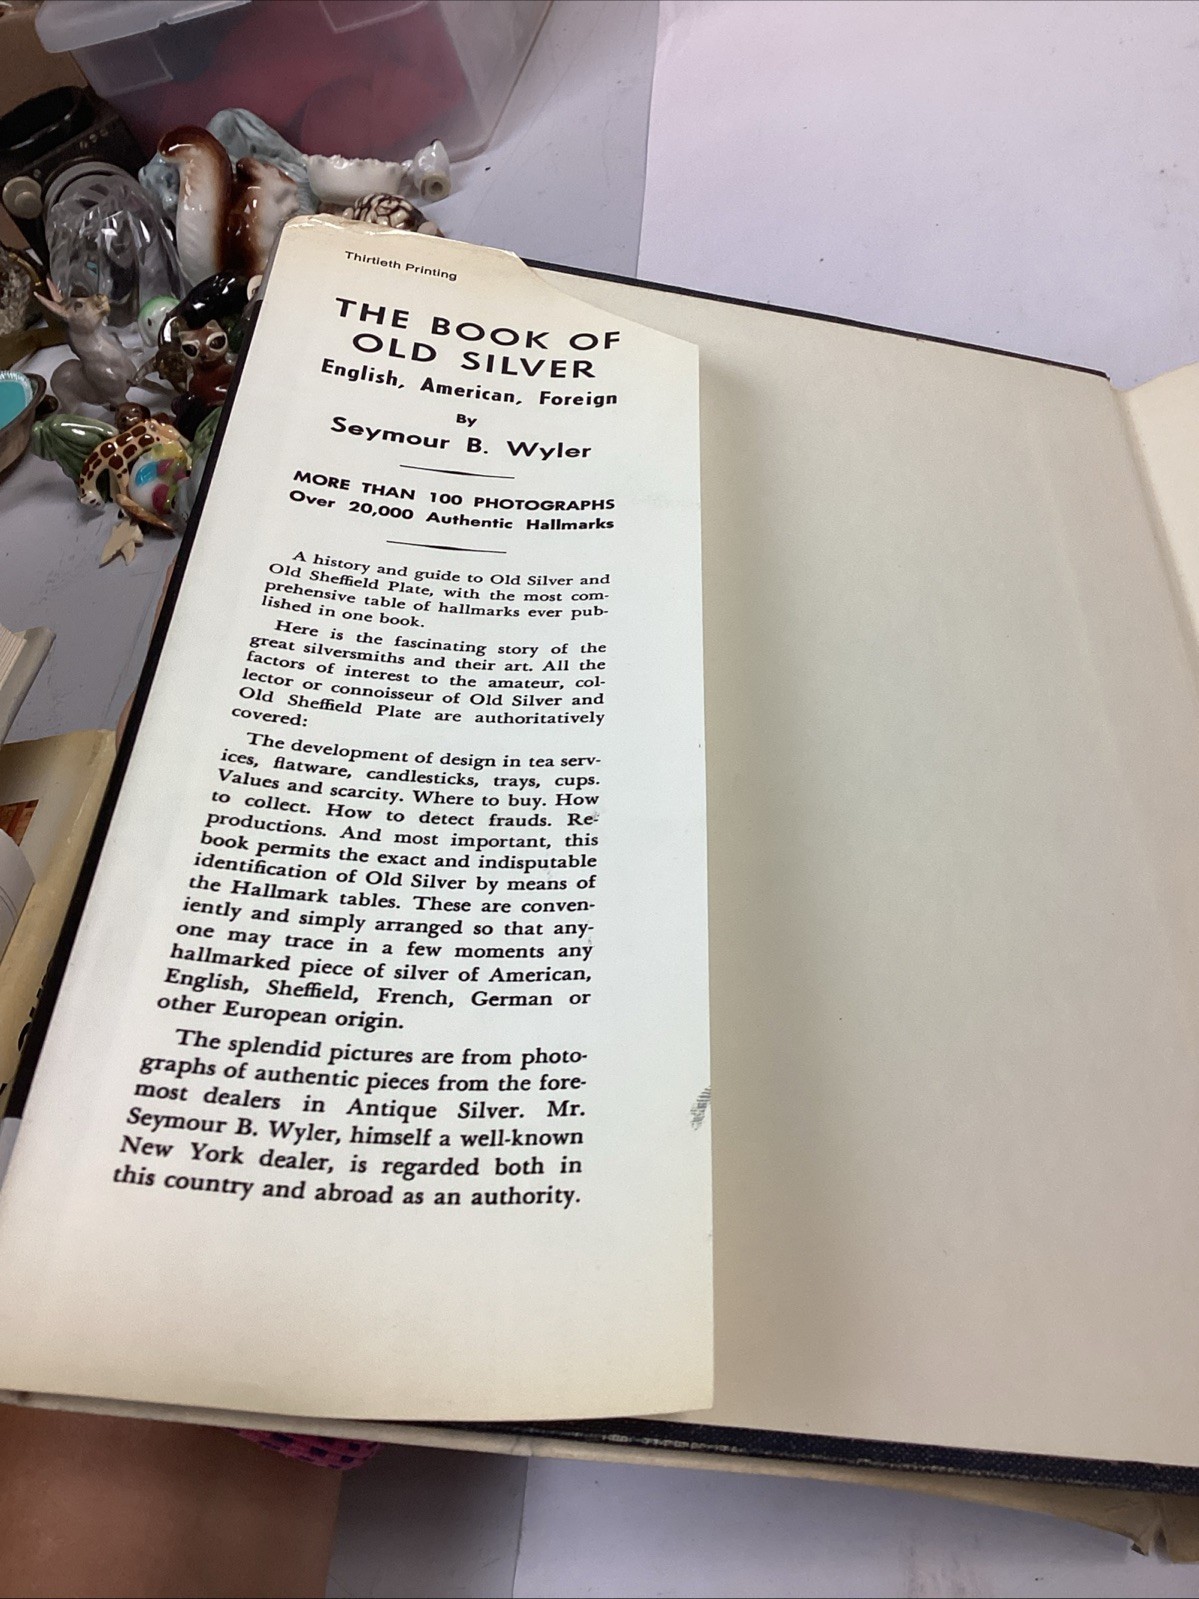 Thirtieth Printing
THE BOOK OF
OLD SILVER
English, American, Foreign
By
Seymour B. Wyler
MORE THAN 100 PHOTOGRAPHS
Over 20,000 Authentic Hallmarks
A history and guide to Old Silver and
Old Sheffield Plate, with the most com-
prehensive table of hallmarks ever pub-
lished in one book.
Here is the fascinating story of the
great silversmiths and their art. All the
factors of interest to the amateur, col-
lector or connoisseur of Old Silver and
Old Sheffield Plate are authoritatively
covered:
The development of design in tea serv-
ices, flatware, candlesticks, trays, cups.
Values and scarcity. Where to buy. How
to collect. How to detect frauds. Re-
productions. And most important, this
book permits the exact and indisputable
identification of Old Silver by means of
the Hallmark tables. These are conven-
iently and simply arranged so that any-
one may trace in a few moments any
hallmarked piece of silver of American,
English, Sheffield, French, German or
other European origin.
The splendid pictures are from photo-
graphs of authentic pieces from the fore-
most dealers in Antique Silver. Mr.
Seymour B. Wyler, himself a well-known
New York dealer, is regarded both in
this country and abroad as an authority.